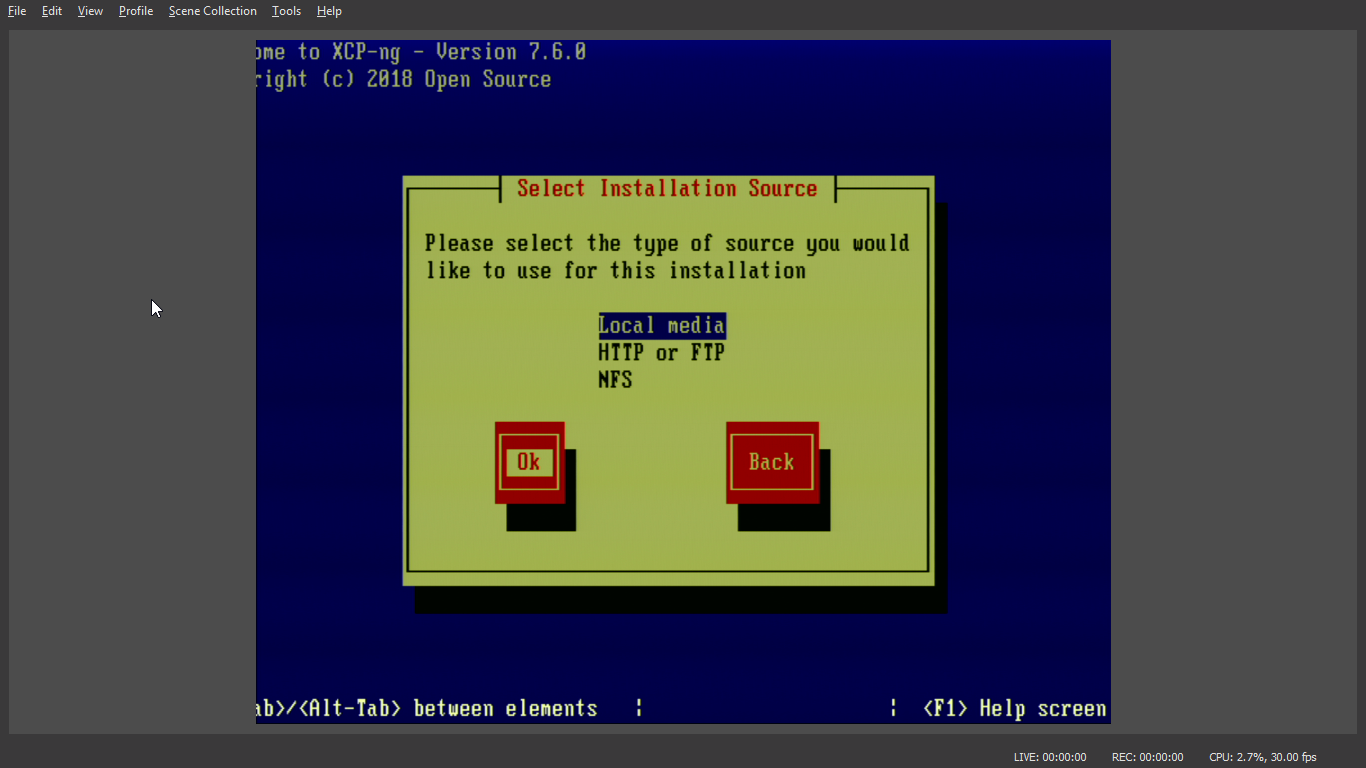 File Edit View Profile Scene Collection Tools Help
ome to XCP-ng - Version 7.6.0
right (c) 2018 Open Source
Select Installation Source
Please select the type of source you would
like to use for this installation
Local media
HTTP or FTP
NFS
Ok Back
ab>/<Alt-Tab> between elements ¦ ¦ <F1> Help screen
LIVE: 00:00:00 REC: 00:00:00 CPU: 2.7%, 30.00 fps